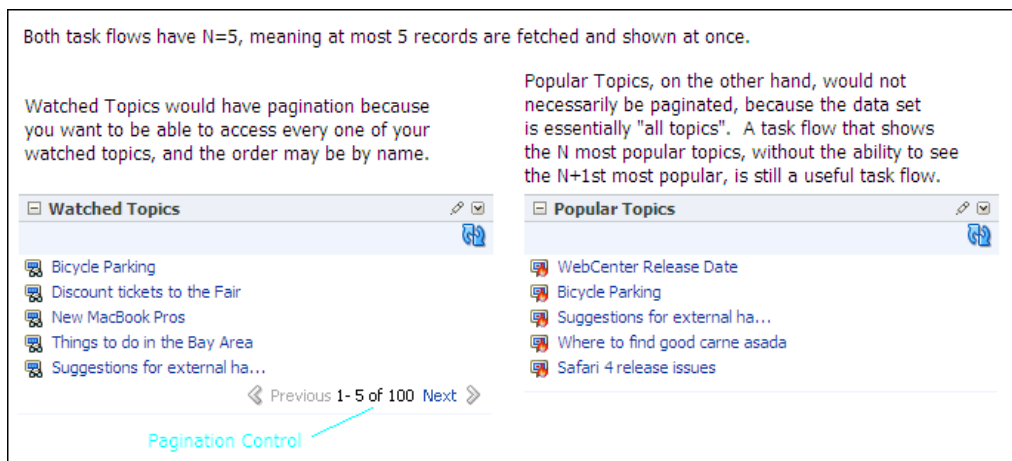 Both task flows have N=5, meaning at most 5 records are fetched and shown at once.
Watched Topics would have pagination because
you want to be able to access every one of your
watched topics, and the order may be by name.
Popular Topics, on the other hand, would not
necessarily be paginated, because the data set
is essentially "all topics".  A task flow that shows
the N most popular topics, without the ability to see
the N+1st most popular, is still a useful task flow.
Watched Topics
Bicycle Parking
Discount tickets to the Fair
New MacBook Pros
Things to do in the Bay Area
Suggestions for external ha...
Previous 1- 5 of 100 Next
Pagination Control
Popular Topics
WebCenter Release Date
Bicycle Parking
Suggestions for external ha...
Where to find good carne asada
Safari 4 release issues